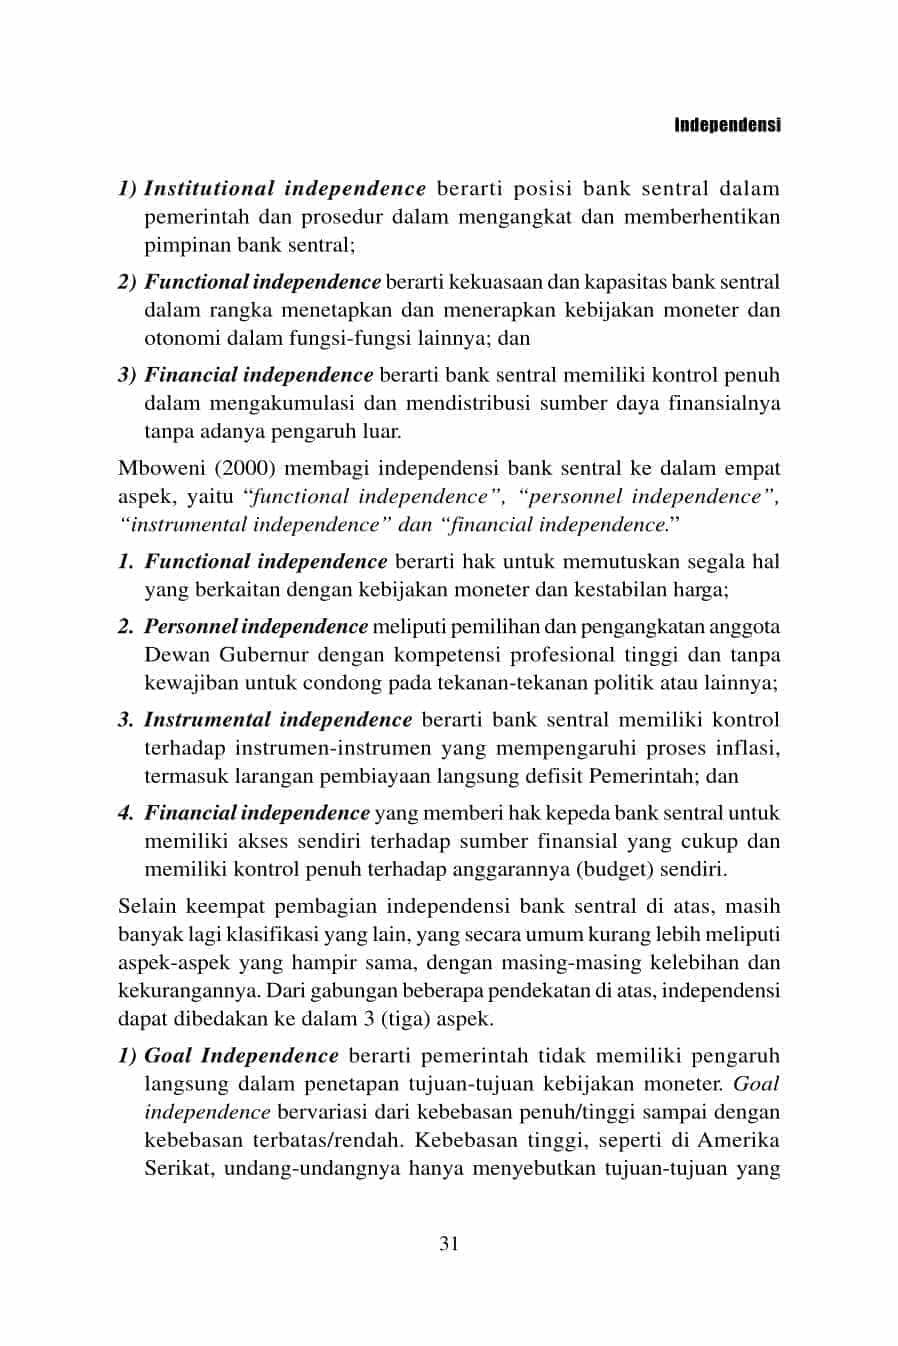 Independensi
1) Institutional independence berarti posisi bank sentral dalam
pemerintah dan prosedur dalam mengangkat dan memberhentikan
pimpinan bank sentral;
2) Functional independence berarti kekuasaan dan kapasitas bank sentral
dalam rangka menetapkan dan menerapkan kebijakan moneter dan
otonomi dalam fungsi-fungsi lainnya; dan
3) Financial independence berarti bank sentral memiliki kontrol penuh
dalam mengakumulasi dan mendistribusi sumber daya finansialnya
tanpa adanya pengaruh luar.
Mboweni (2000) membagi independensi bank sentral ke dalam empat
aspek, yaitu “functional independence”, “personnel independence”,
“instrumental independence” dan “financial independence.”
1. Functional independence berarti hak untuk memutuskan segala hal
yang berkaitan dengan kebijakan moneter dan kestabilan harga;
2. Personnel independence meliputi pemilihan dan pengangkatan anggota
Dewan Gubernur dengan kompetensi profesional tinggi dan tanpa
kewajiban untuk condong pada tekanan-tekanan politik atau lainnya;
3. Instrumental independence berarti bank sentral memiliki kontrol
terhadap instrumen-instrumen yang mempengaruhi proses inflasi,
termasuk larangan pembiayaan langsung defisit Pemerintah; dan
4. Financial independence yang memberi hak kepeda bank sentral untuk
memiliki akses sendiri terhadap sumber finansial yang cukup dan
memiliki kontrol penuh terhadap anggarannya (budget) sendiri.
Selain keempat pembagian independensi bank sentral di atas, masih
banyak lagi klasifikasi yang lain, yang secara umum kurang lebih meliputi
aspek-aspek yang hampir sama, dengan masing-masing kelebihan dan
kekurangannya. Dari gabungan beberapa pendekatan di atas, independensi
dapat dibedakan ke dalam 3 (tiga) aspek.
1) Goal Independence berarti pemerintah tidak memiliki pengaruh
langsung dalam penetapan tujuan-tujuan kebijakan moneter. Goal
independence bervariasi dari kebebasan penuh/tinggi sampai dengan
kebebasan terbatas/rendah. Kebebasan tinggi, seperti di Amerika
Serikat, undang-undangnya hanya menyebutkan tujuan-tujuan yang
31